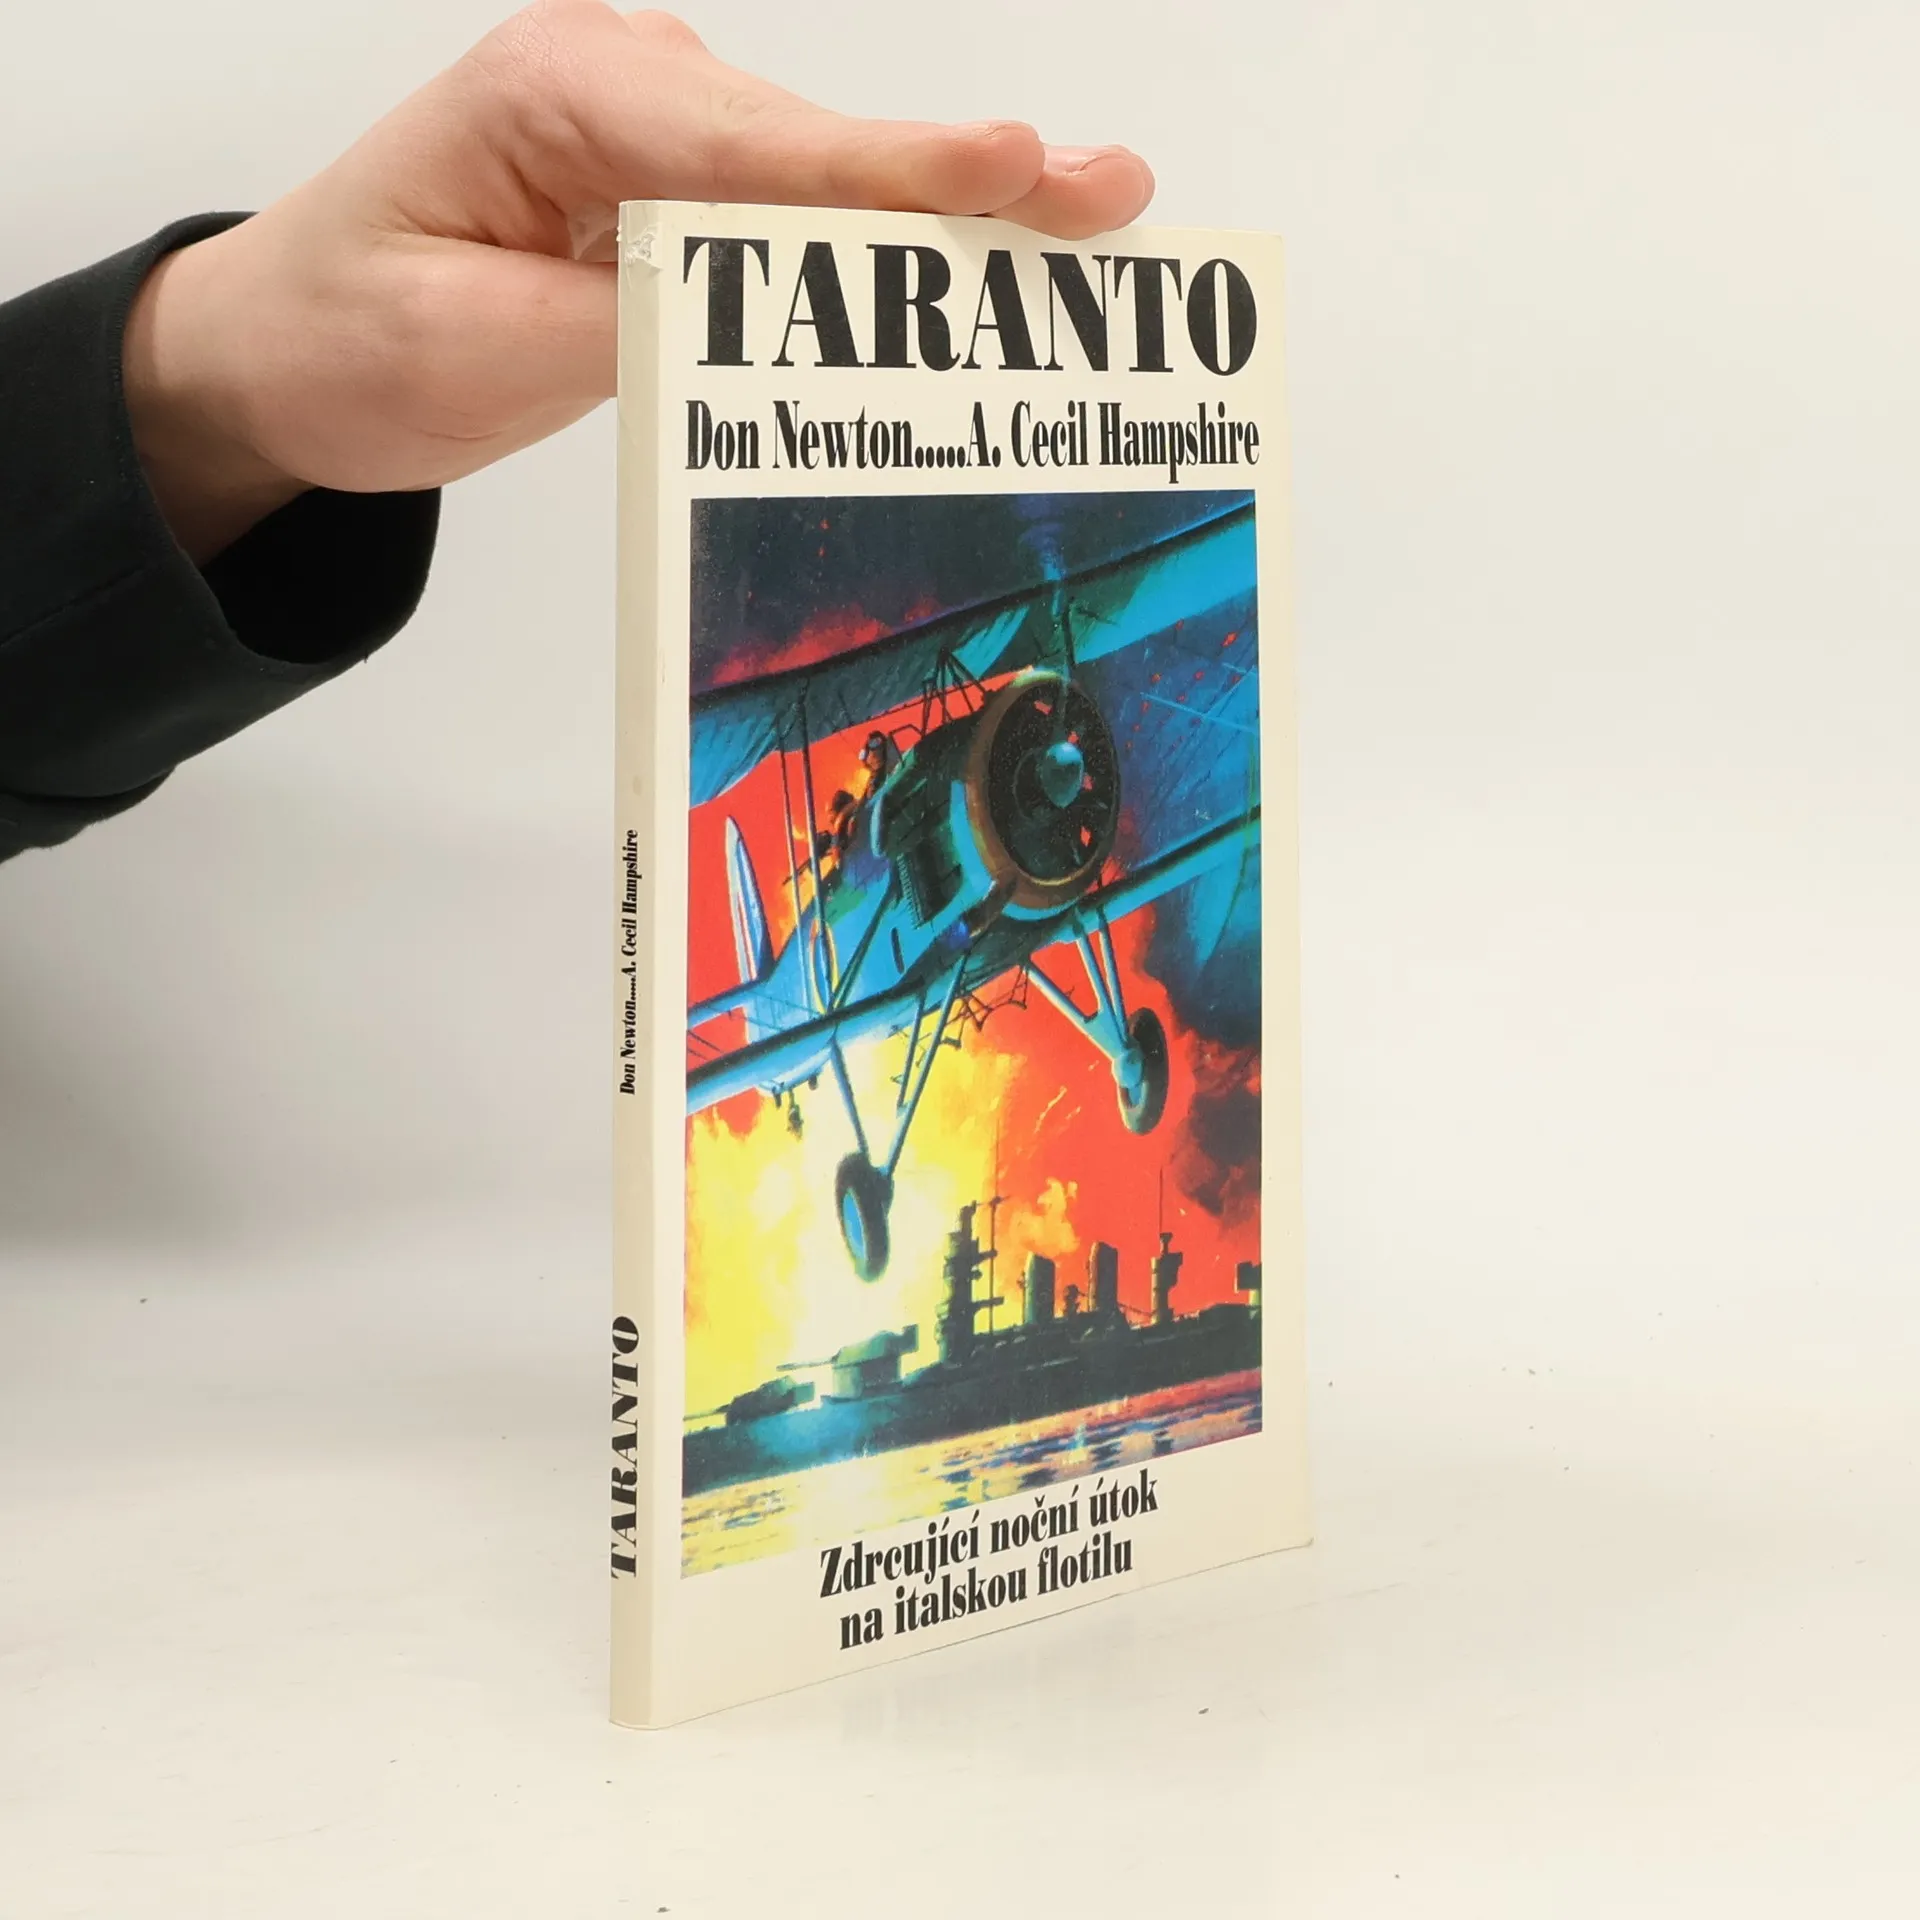 TARANTO
Don Newton.....A. Cecil Hampshire
Zdrcující noční útok
na italskou flotilu
TARANTO
Don Newton.....A. Cecil Hampshire